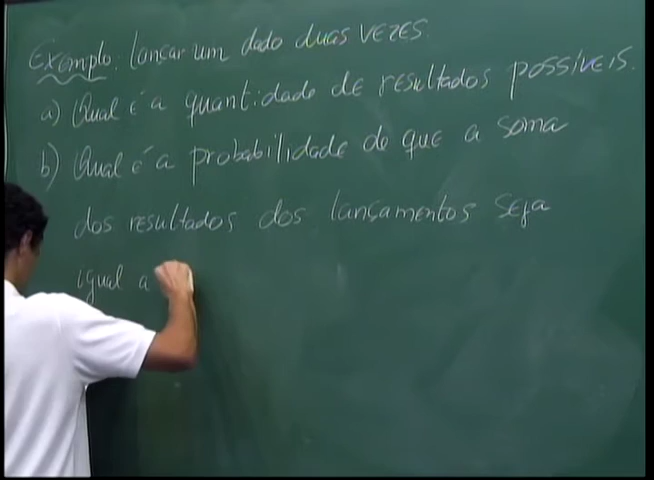 Exemplo: lançar um dado duas vezes.
a) Qual é a quantidade de resultados possíveis.
b) Qual é a probabilidade de que a soma
dos resultados dos lançamentos seja
igual a